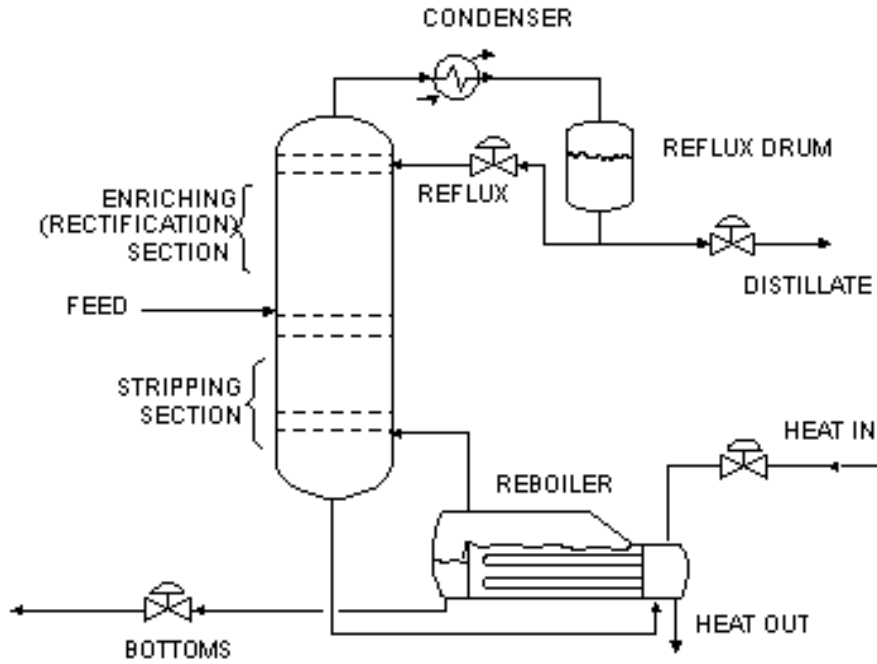 CONDENSER
REFLUX DRUM
ENRICHING
(RECTIFICATION)
SECTION
REFLUX
DISTILLATE
FEED
STRIPPING
SECTION
HEAT IN
REBOILER
HEAT OUT
BOTTOMS